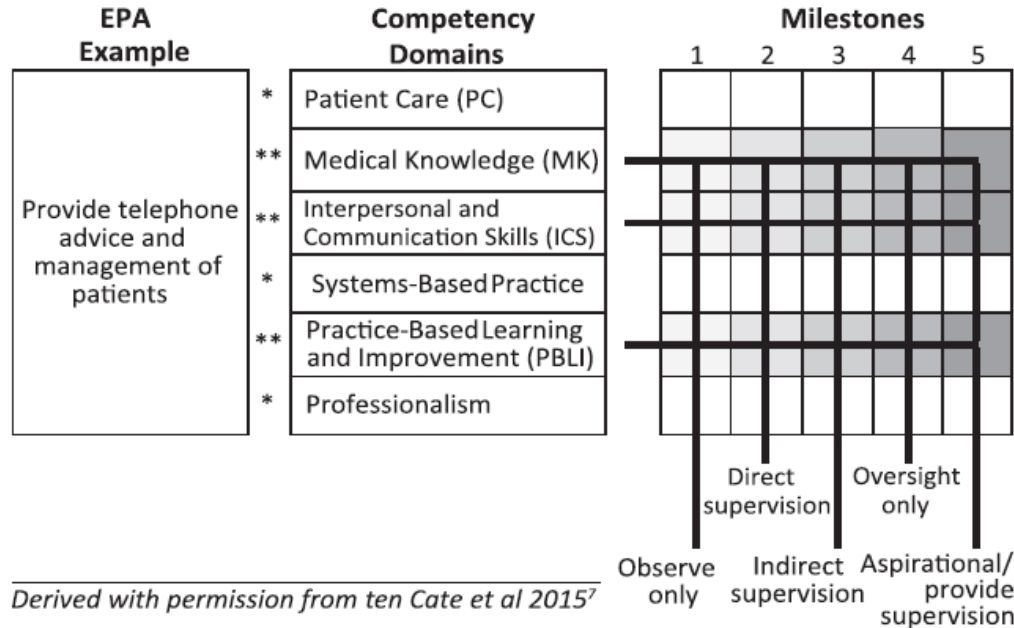 EPA
Example
Competency
Domains
Milestones
1 2 3 4 5
Provide telephone
advice and
management of
patients
* Patient Care (PC)
** Medical Knowledge (MK)
** Interpersonal and
Communication Skills (ICS)
* Systems-Based Practice
** Practice-Based Learning
and Improvement (PBLI)
* Professionalism
Direct
supervision
Oversight
only
Observe
only
Indirect
supervision
Aspirational/
provide
supervision
Derived with permission from ten Cate et al 2015⁷